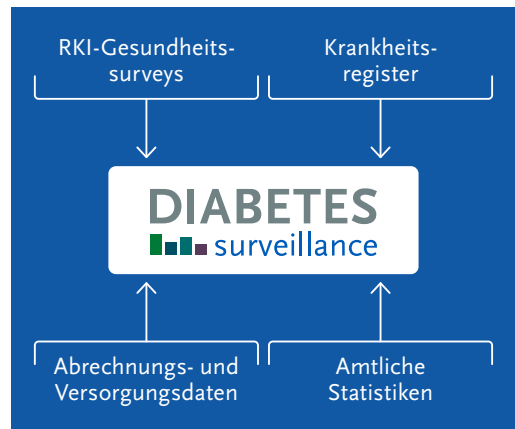 RKI-Gesundheits-
surveys
Krankheits-
register
DIABETES
surveillance
Abrechnungs- und
Versorgungsdaten
Amtliche
Statistiken